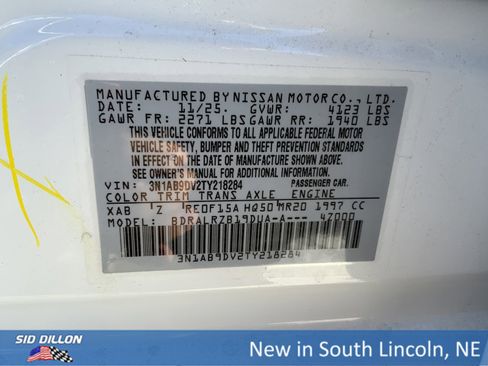 MANUFACTURED BY NISSAN MOTOR CO., LTD.
DATE: 11/25. GVWR: 4123 LBS
GAWR FR: 2271 LBS GAWR RR: 1940 LBS
THIS VEHICLE CONFORMS TO ALL APPLICABLE FEDERAL MOTOR
VEHICLE SAFETY, BUMPER AND THEFT PREVENTION STANDARDS
IN EFFECT ON THE DATE OF MANUFACTURE SHOWN ABOVE.
SEE OWNER'S MANUAL FOR ADDITIONAL INFORMATION
VIN: 3N1AB9DV2TY218284 PASSENGER CAR.
COLOR TRIM TRANS AXLE ENGINE
XAB Z RE0F15A HQ50 MR20 1997 CC
MODEL: BDRALRZB19DUA-A--- 4Z000
3N1AB9DV2TY218284
SID DILLON
New in South Lincoln, NE